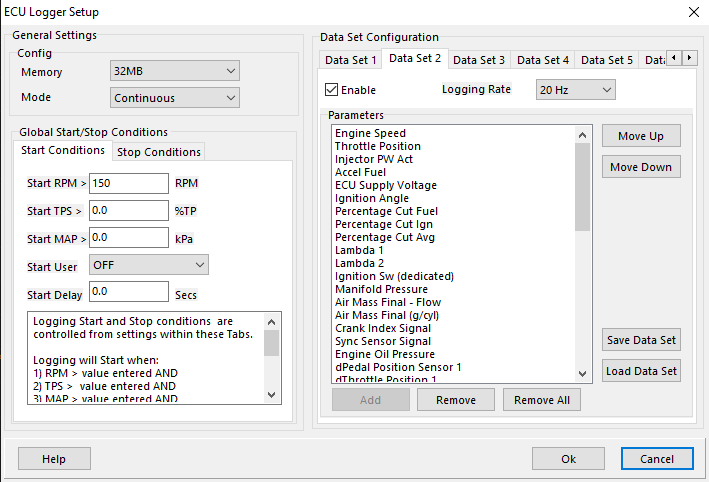 ECU Logger Setup
General Settings
Config
Memory 32MB
Mode Continuous
Global Start/Stop Conditions
Start Conditions Stop Conditions
Start RPM > 150 RPM
Start TPS > 0.0 %TP
Start MAP > 0.0 kPa
Start User OFF
Start Delay 0.0 Secs
Logging Start and Stop conditions are
controlled from settings within these Tabs.
Logging will Start when:
1) RPM > value entered AND
2) TPS > value entered AND
3) MAP > value entered AND
Data Set Configuration
Data Set 1 Data Set 2 Data Set 3 Data Set 4 Data Set 5 Data
Enable Logging Rate 20 Hz
Parameters
Engine Speed
Throttle Position
Injector PW Act
Accel Fuel
ECU Supply Voltage
Ignition Angle
Percentage Cut Fuel
Percentage Cut Ign
Percentage Cut Avg
Lambda 1
Lambda 2
Ignition Sw (dedicated)
Manifold Pressure
Air Mass Final - Flow
Air Mass Final (g/cyl)
Crank Index Signal
Sync Sensor Signal
Engine Oil Pressure
dPedal Position Sensor 1
dThrottle Position 1
Move Up
Move Down
Save Data Set
Load Data Set
Add Remove Remove All
Help Ok Cancel